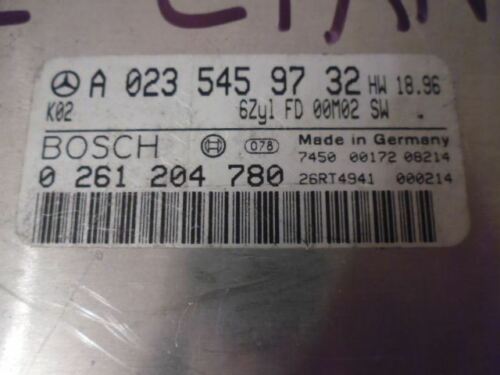 A 023 545 97 32 HW 18.96
K02 6Zyl FD 00M02 SW .
BOSCH 078 Made in Germany
7450 00172 08214
0 261 204 780 26RT4941 000214